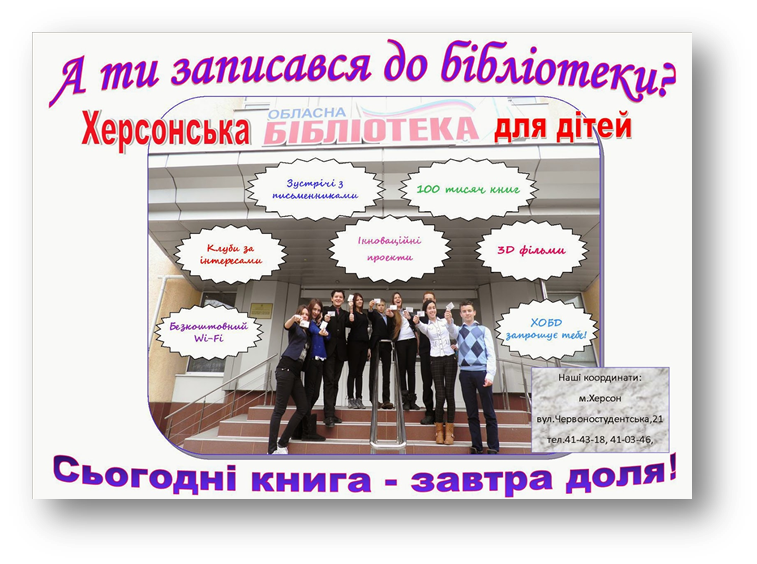 А ти записався до бібліотеки?
Херсонська ОБЛАСНА БІБЛІОТЕКА для дітей
Зустрічі з
письменниками
100 тисяч книг
Клуби за
інтересами
Інноваційні
проєкти
3D фільми
Безкоштовний
Wi-Fi
ХОБД
запрошує тебе!
Наші координати:
м.Херсон
вул.Червоностудентська,21
тел.41-43-18, 41-03-46,
Сьогодні книга - завтра доля!